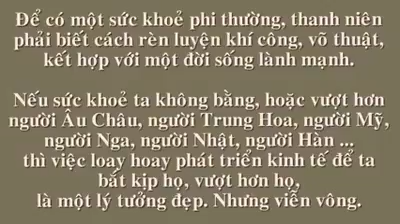 Để có một sức khoẻ phi thường, thanh niên
phải biết cách rèn luyện khí công, võ thuật,
kết hợp với một đời sống lành mạnh.
Nếu sức khoẻ ta không bằng, hoặc vượt hơn
người Âu Châu, người Trung Hoa, người Mỹ,
người Nga, người Nhật, người Hàn ...
thì việc loay hoay phát triển kinh tế để ta
bắt kịp họ, vượt hơn họ,
là một lý tưởng đẹp. Nhưng viễn vông.